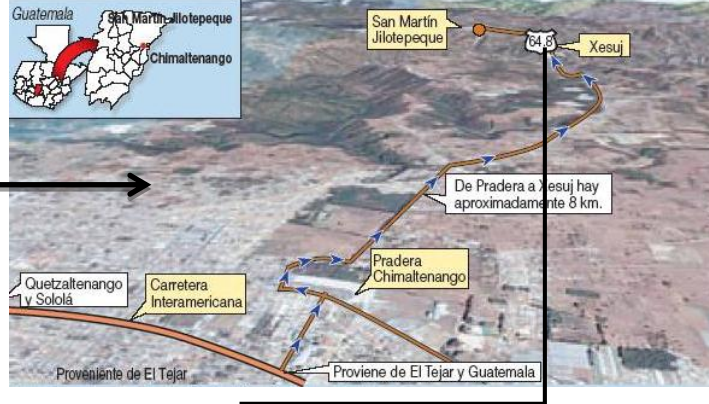 Guatemala
San Martín Jilotepeque
Chimaltenango
San Martín
Jilotepeque
64.8
Xesuj
De Pradera a Xesuj hay
aproximadamente 8 km.
Pradera
Chimaltenango
Quetzaltenango
y Sololá
Carretera
Interamericana
Proveniente de El Tejar
Proviene de El Tejar y Guatemala